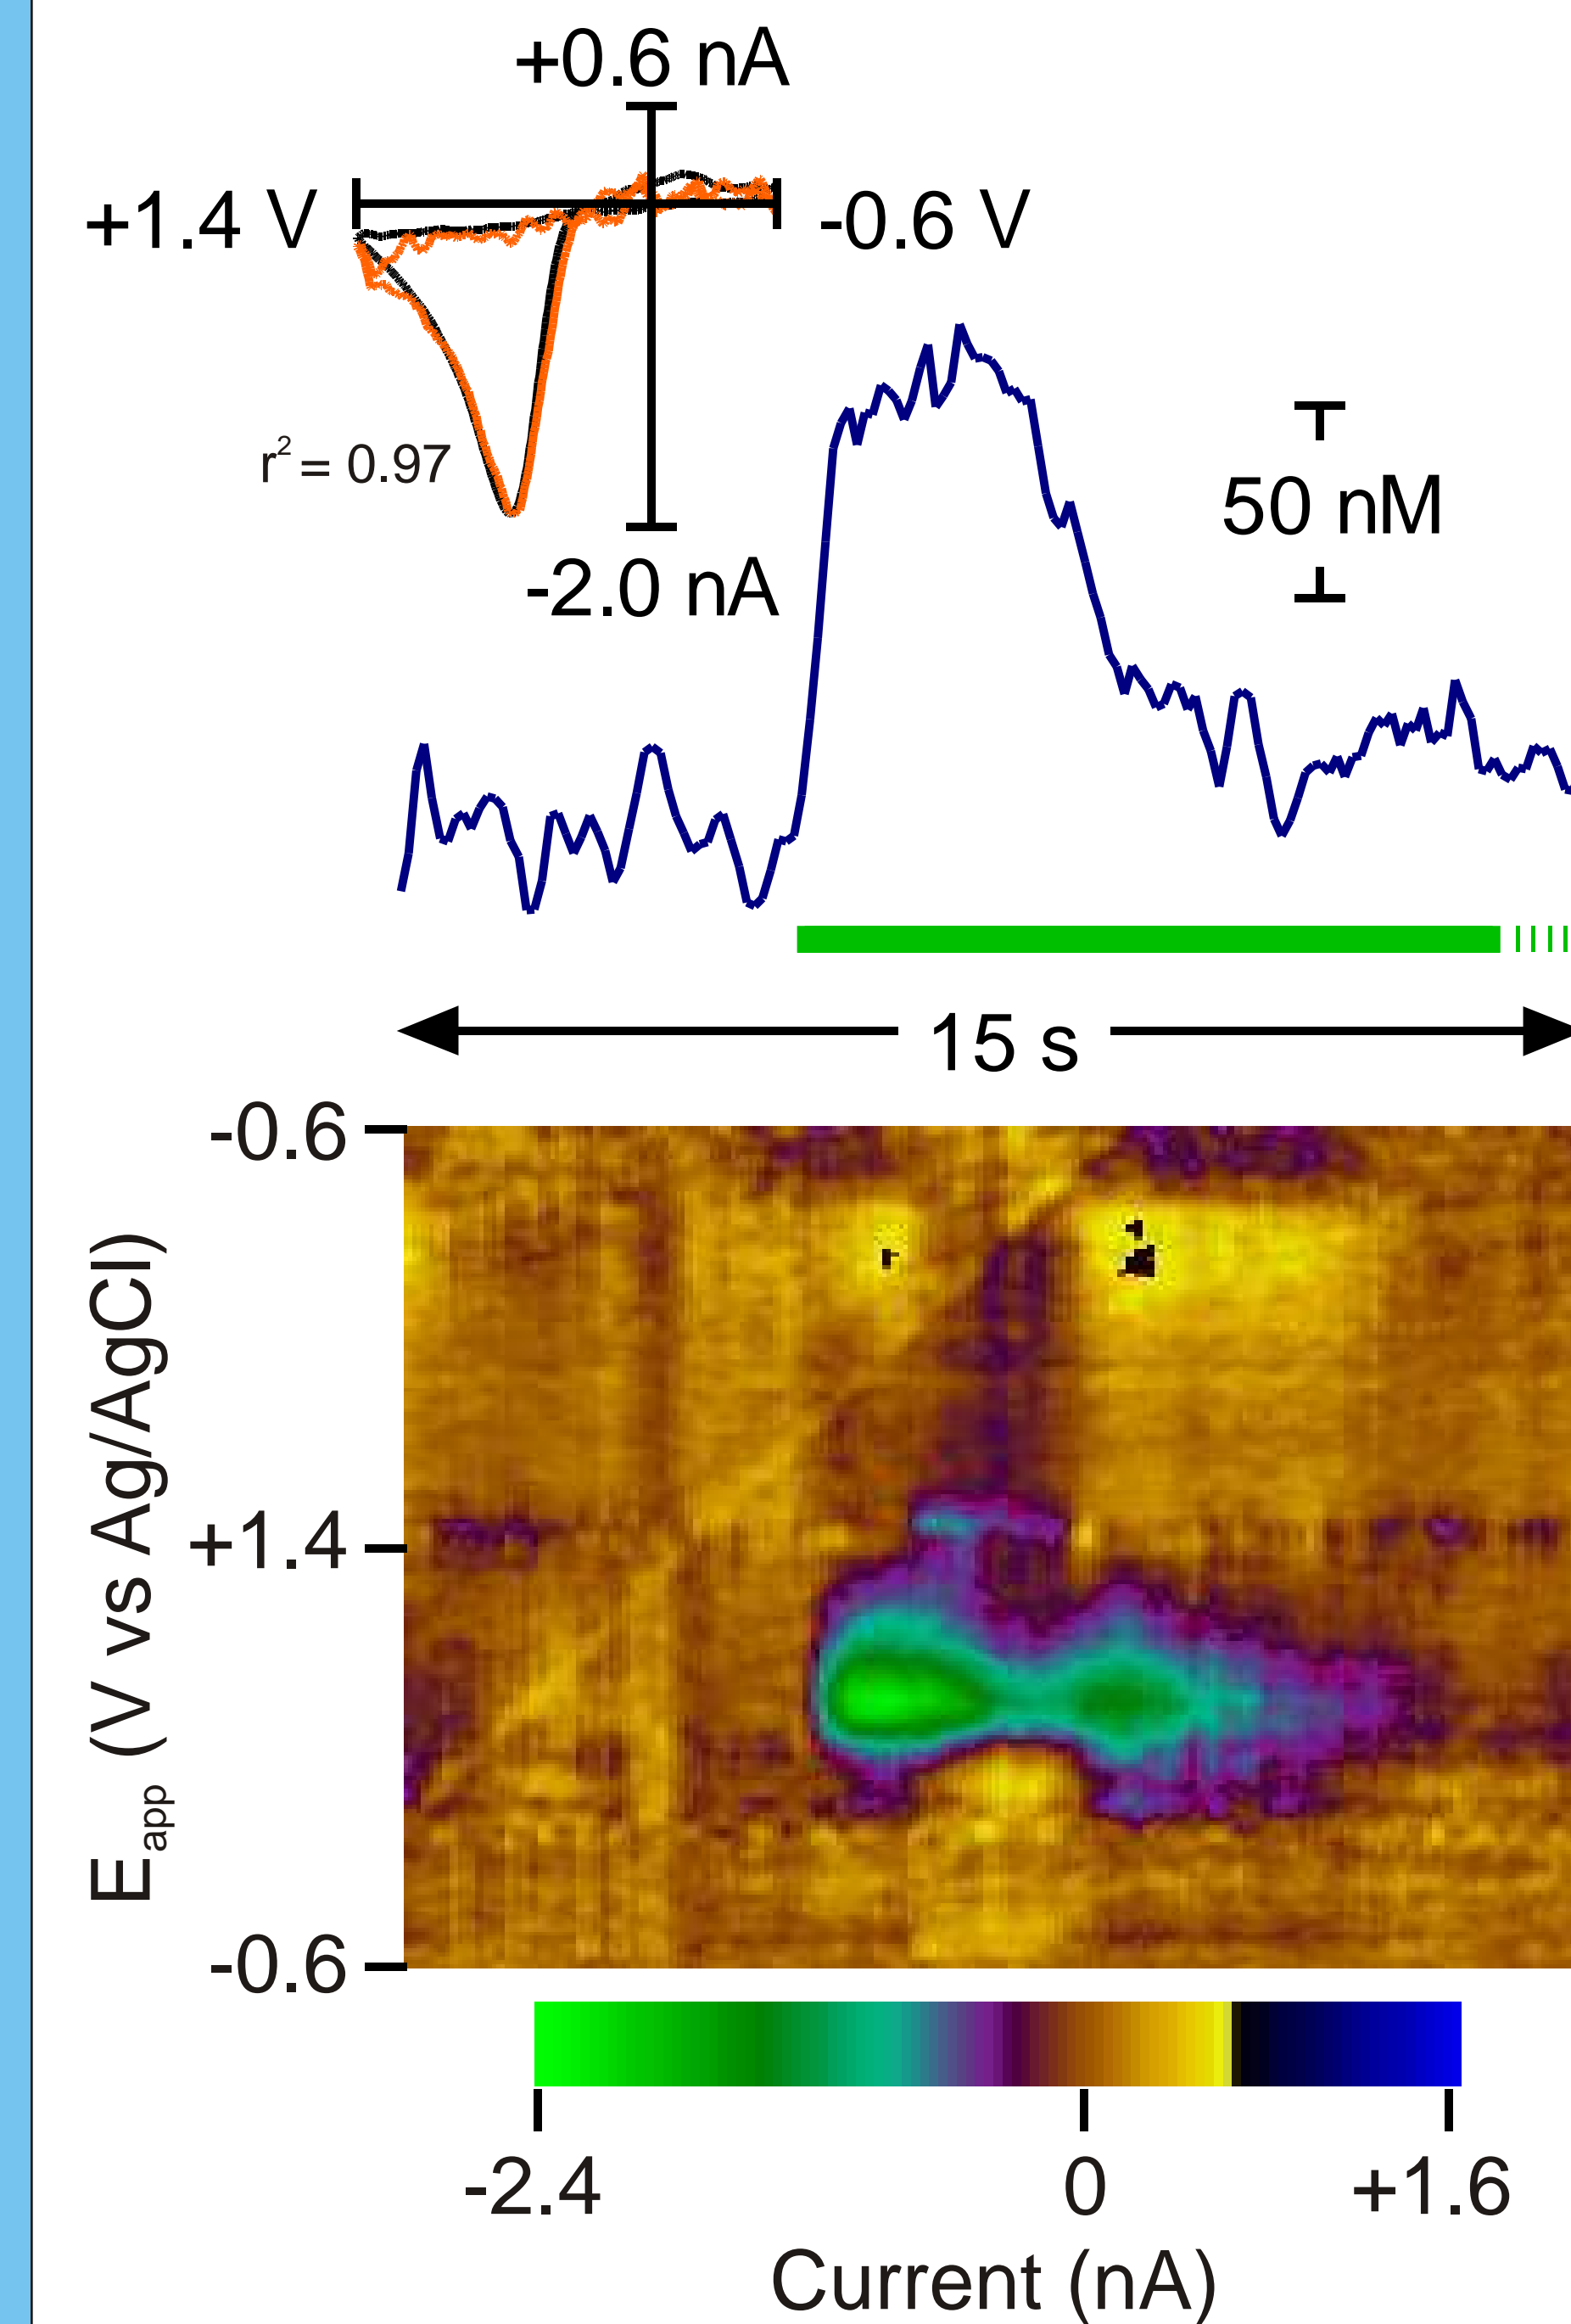 +0.6 nA
+1.4 V
-0.6 V
r² = 0.97
-2.0 nA
50 nM
15 s
-0.6
+1.4
-0.6
E_app (V vs Ag/AgCl)
-2.4 0 +1.6
Current (nA)